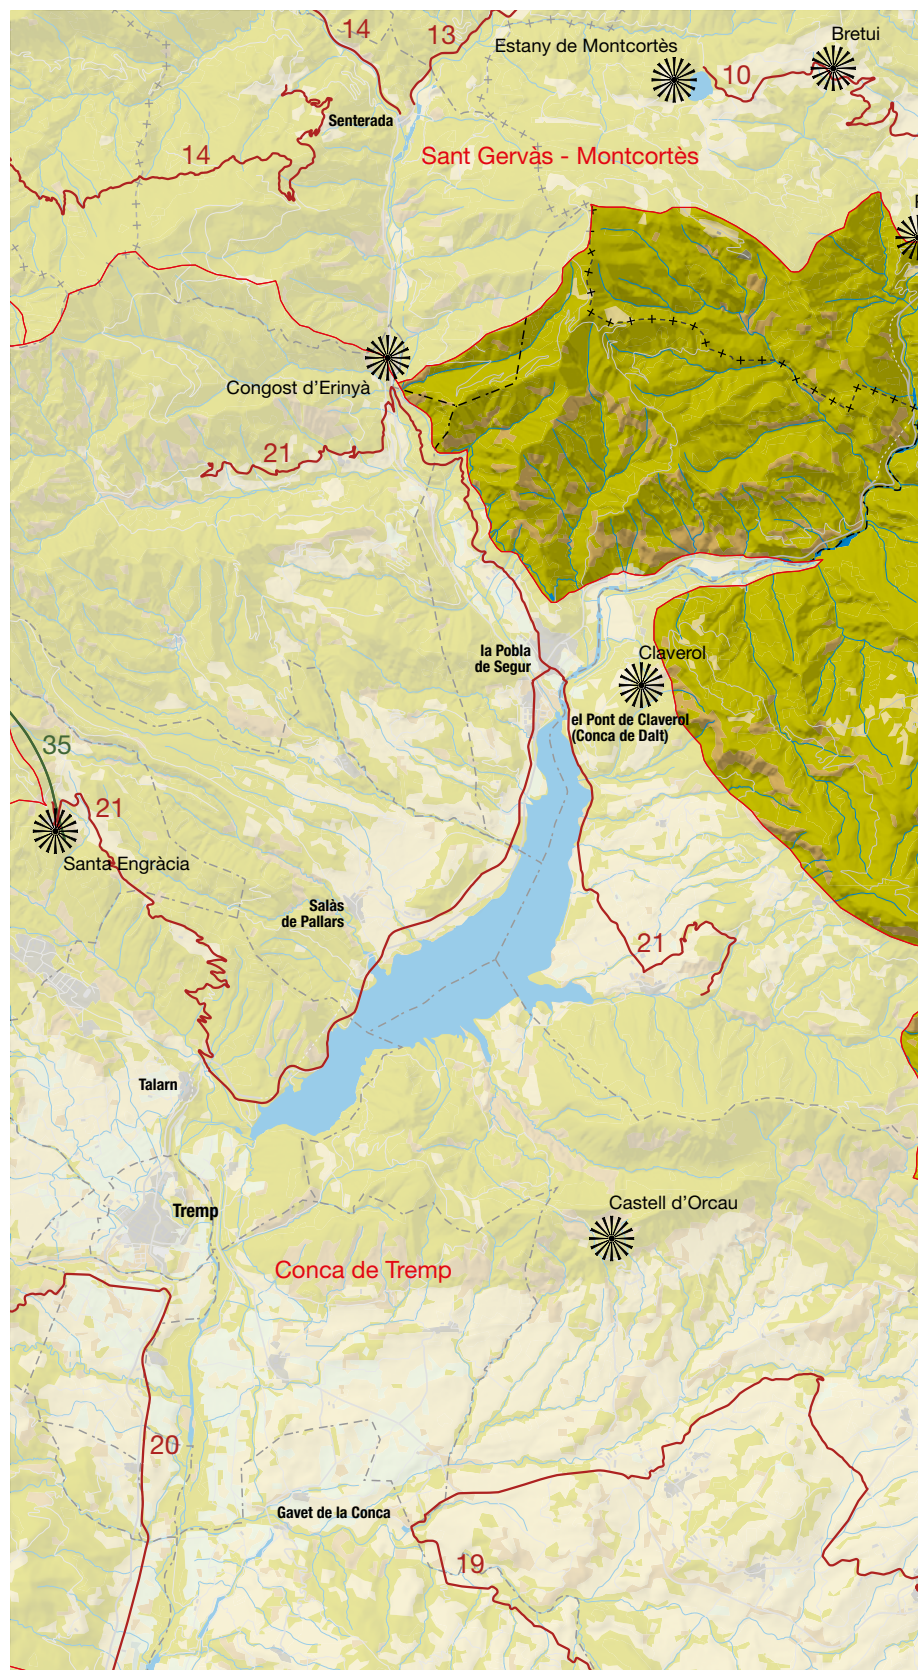 14
13
Bretui
Estany de Montcortès
10
Senterada
14
Sant Gervàs - Montcortès
Congost d'Erinyà
21
la Pobla
de Segur
Claverol
el Pont de Claverol
(Conca de Dalt)
35
21
Santa Engràcia
Salàs
de Pallars
21
Talarn
Tremp
Castell d'Orcau
Conca de Tremp
20
Gavet de la Conca
19